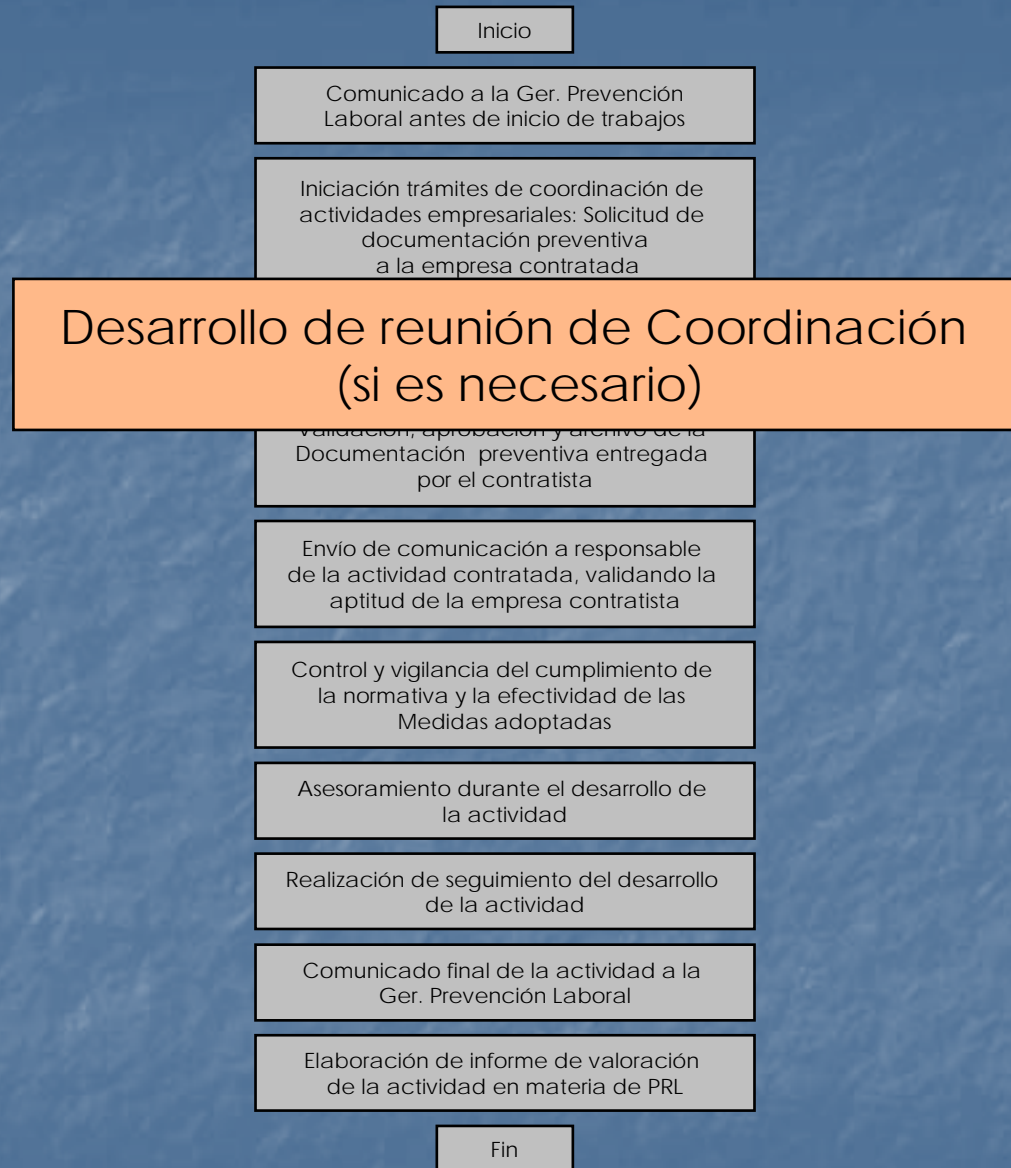 Inicio
Comunicado a la Ger. Prevención
Laboral antes de inicio de trabajos
Iniciación trámites de coordinación de
actividades empresariales: Solicitud de
documentación preventiva
a la empresa contratada
Desarrollo de reunión de Coordinación
(si es necesario)
Validación, aprobación y archivo de la
Documentación preventiva entregada
por el contratista
Envío de comunicación a responsable
de la actividad contratada, validando la
aptitud de la empresa contratista
Control y vigilancia del cumplimiento de
la normativa y la efectividad de las
Medidas adoptadas
Asesoramiento durante el desarrollo de
la actividad
Realización de seguimiento del desarrollo
de la actividad
Comunicado final de la actividad a la
Ger. Prevención Laboral
Elaboración de informe de valoración
de la actividad en materia de PRL
Fin